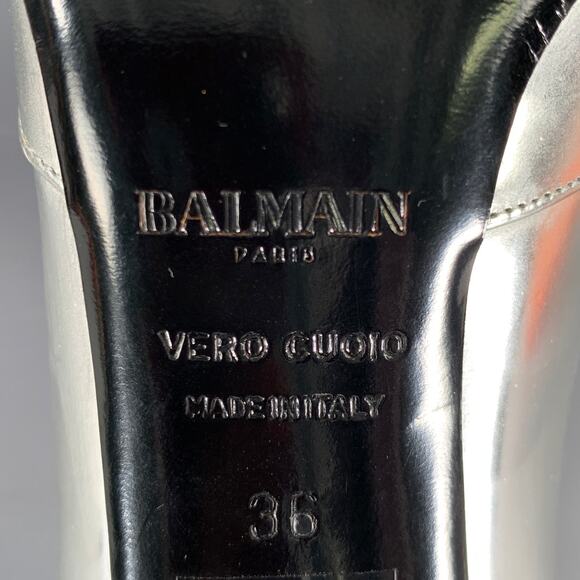 BALMAIN
PARIS
VERO CUOIO
MADE IN ITALY
36